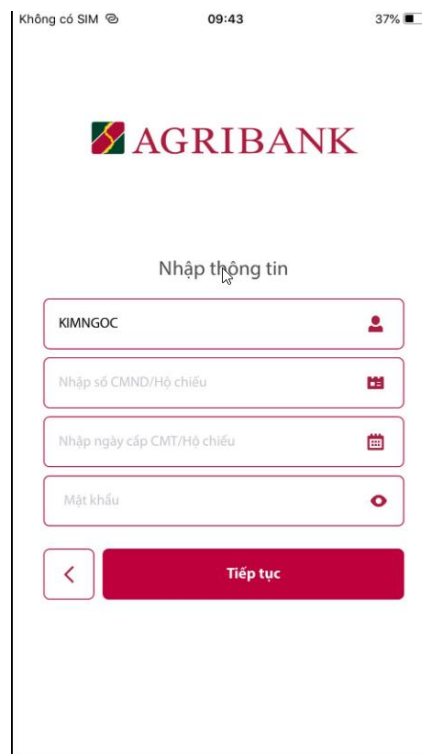 Không có SIM 09:43 37%
AGRIBANK
Nhập thông tin
KIMNGOC
Nhập số CMND/Hộ chiếu
Nhập ngày cấp CMT/Hộ chiếu
Mật khẩu
Tiếp tục